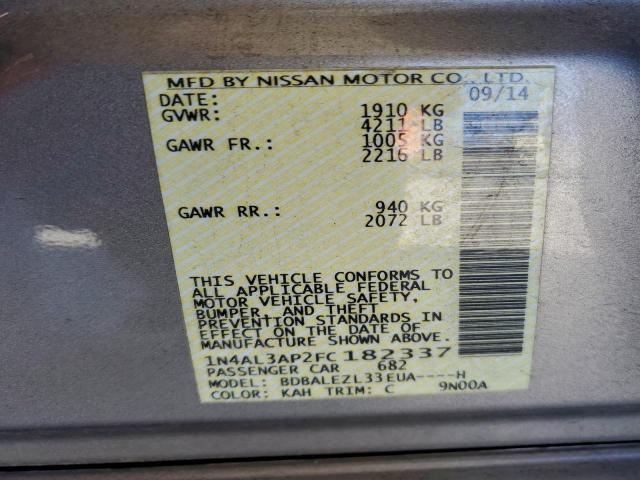 MFD BY NISSAN MOTOR CO., LTD.
DATE: 09/14
GVWR: 1910 KG
4211 LB
GAWR FR.: 1005 KG
2216 LB
GAWR RR.: 940 KG
2072 LB
THIS VEHICLE CONFORMS TO
ALL APPLICABLE FEDERAL
MOTOR VEHICLE SAFETY,
BUMPER, AND THEFT
PREVENTION STANDARDS IN
EFFECT ON THE DATE OF
MANUFACTURE SHOWN ABOVE.
1N4AL3AP2FC182337
PASSENGER CAR 682
MODEL: BDBALEZL33EUA----H
COLOR: KAH TRIM: C 9N00A